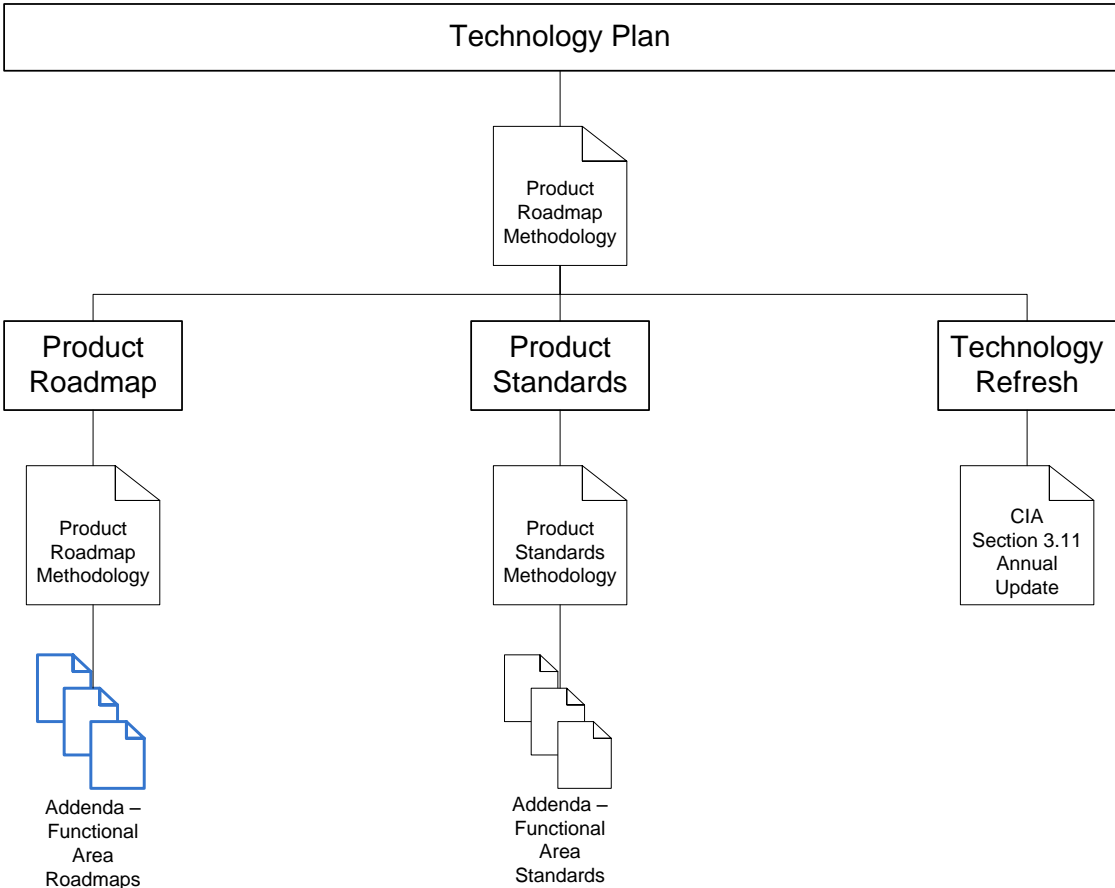 Technology Plan
Product
Roadmap
Methodology
Product
Roadmap
Product
Standards
Technology
Refresh
Product
Roadmap
Methodology
Product
Standards
Methodology
CIA
Section 3.11
Annual
Update
Addenda –
Functional
Area
Roadmaps
Addenda –
Functional
Area
Standards